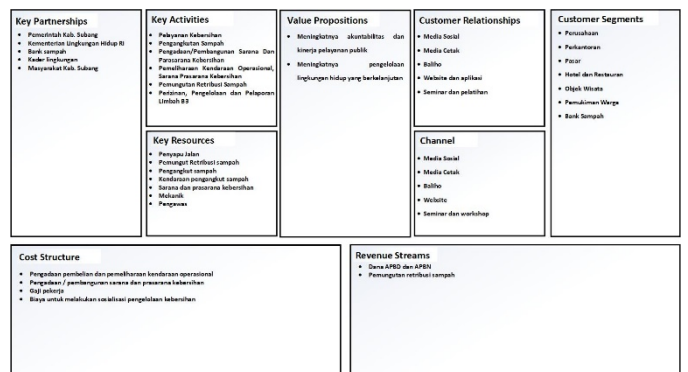 Key Partnerships
• Pemerintah Kab. Subang
• Kementerian Lingkungan Hidup RI
• Bank sampah
• Kader lingkungan
• Masyarakat Kab. Subang
Key Activities
• Pelayanan Kebersihan
• Pengangkutan Sampah
• Pengadaan/Pembangunan Sarana Dan
Parasarana Kebersihan
• Pemeliharaan Kendaraan Operasional,
Sarana Prasarana Kebersihan
• Pemungutan Retribusi Sampah
• Perizinan, Pengelolaan dan Pelaporan
Limbah B3
Key Resources
• Penyapu Jalan
• Pemungut Retribusi sampah
• Pengangkat sampah
• Kendaraan pengangkut sampah
• Sarana dan prasarana kebersihan
• Mekanik
• Pengawas
Value Propositions
• Meningkatnya akuntabilitas dan
kinerja pelayanan publik
• Meningkatnya pengelolaan
lingkungan hidup yang berkelanjutan
Customer Relationships
• Media Sosial
• Media Cetak
• Baliho
• Website dan aplikasi
• Seminar dan pelatihan
Channel
• Media Sosial
• Media Cetak
• Baliho
• Website
• Seminar dan workshop
Customer Segments
• Perusahaan
• Perkantoran
• Pasar
• Hotel dan Restauran
• Objek Wisata
• Pemukiman Warga
• Bank Sampah
Cost Structure
• Pengadaan pembelian dan pemeliharaan kendaraan operasional
• Pengadaan / pembangunan sarana dan prasarana kebersihan
• Gaji pekerja
• Biaya untuk melakukan sosialisasi pengelolaan kebersihan
Revenue Streams
• Dana APBD dan APBN
• Pemungutan retribusi sampah